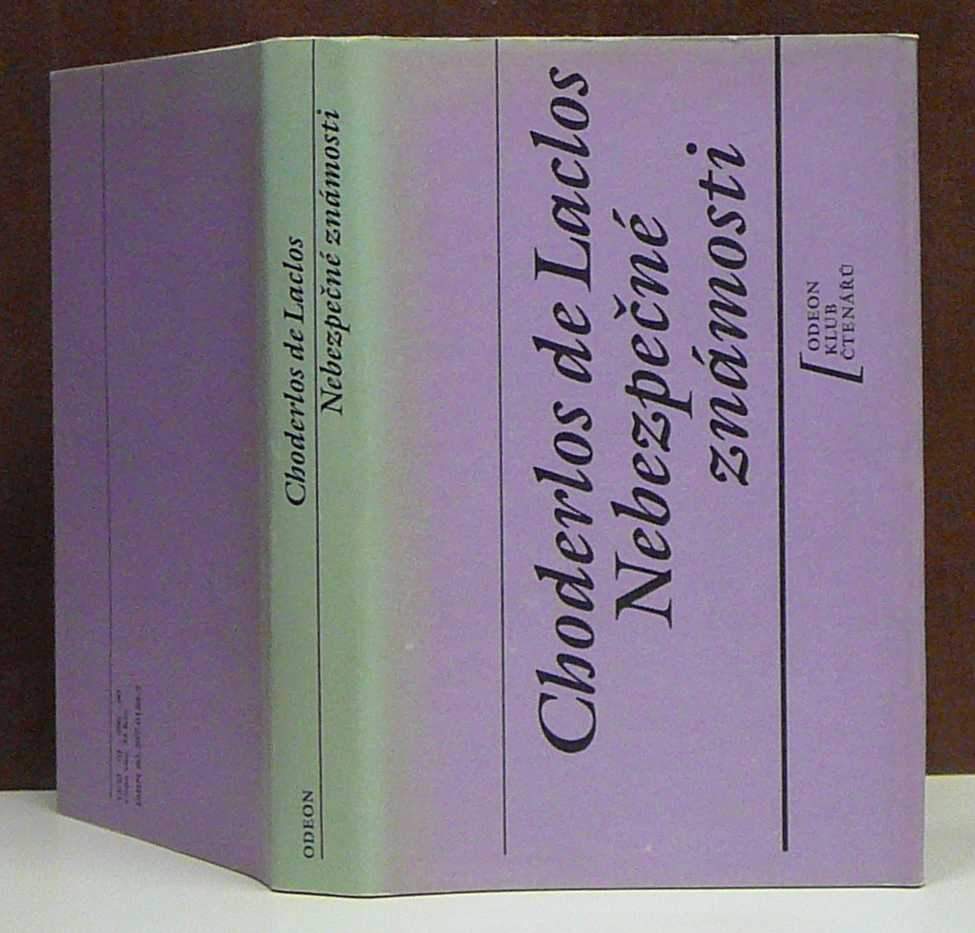 Choderlos de Laclos
Nebezpečné
známosti
ODEON
KLUB
ČTENÁŘŮ
Choderlos de Laclos
Nebezpečné známosti
ODEON